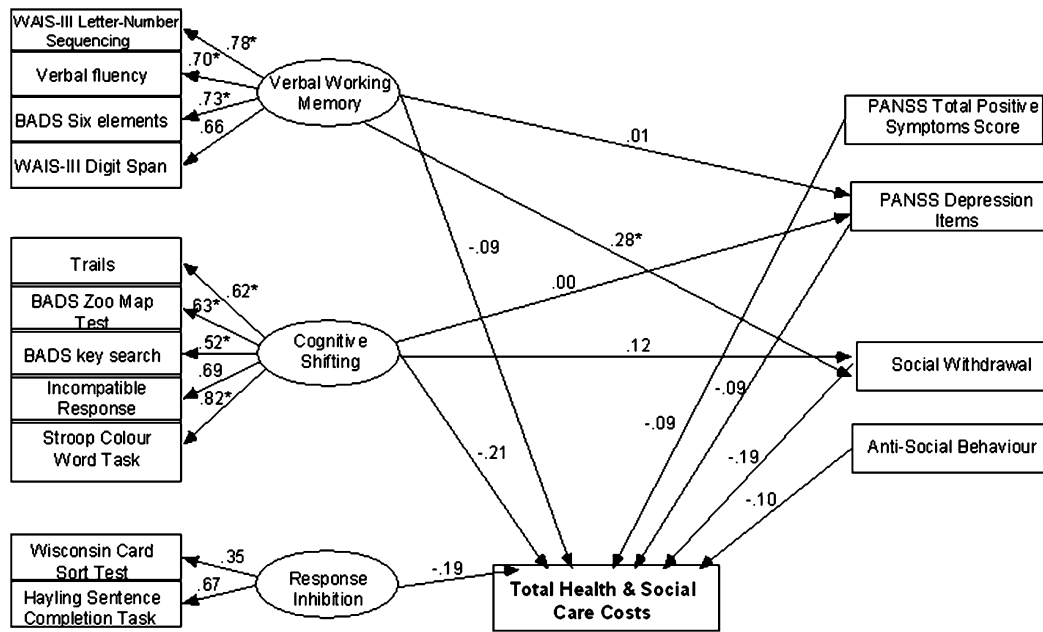 WAIS-III Letter-Number
Sequencing
Verbal fluency
BADS Six elements
WAIS-III Digit Span
.78*
.70*
.73*
.66
Verbal Working
Memory
Trails
BADS Zoo Map
Test
BADS key search
Incompatible
Response
Stroop Colour
Word Task
.62*
.63*
.52*
.69
.82*
Cognitive
Shifting
Wisconsin Card
Sort Test
Hayling Sentence
Completion Task
.35
.67
Response
Inhibition
.01
-.09
.28*
.00
.12
-.21
-.19
-.09
-.09
-.19
-.10
PANSS Total Positive
Symptoms Score
PANSS Depression
Items
Social Withdrawal
Anti-Social Behaviour
Total Health & Social
Care Costs